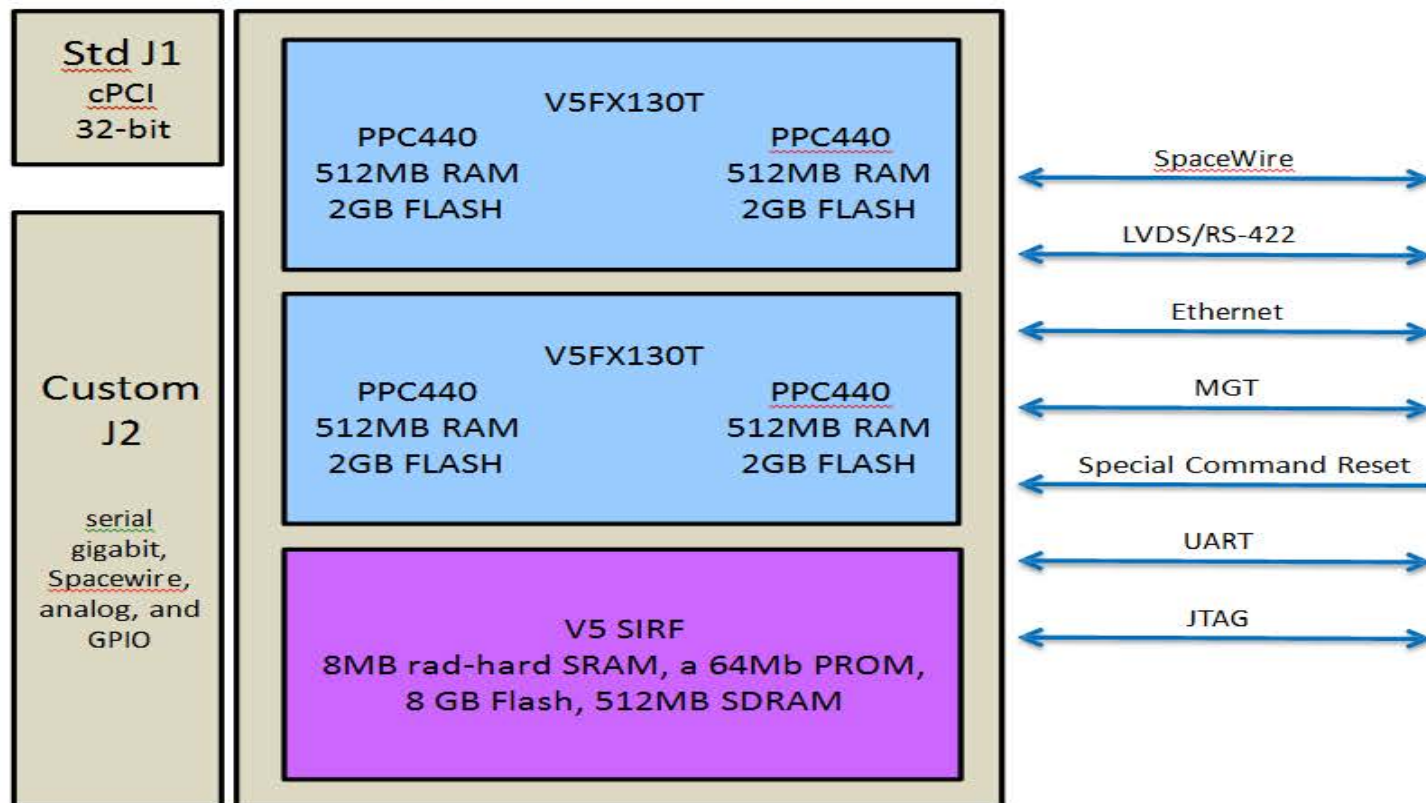 Std J1
cPCI
32-bit
Custom
J2
serial
gigabit,
Spacewire,
analog, and
GPIO
V5FX130T
PPC440 PPC440
512MB RAM 512MB RAM
2GB FLASH 2GB FLASH
V5FX130T
PPC440 PPC440
512MB RAM 512MB RAM
2GB FLASH 2GB FLASH
V5 SIRF
8MB rad-hard SRAM, a 64Mb PROM,
8 GB Flash, 512MB SDRAM
SpaceWire
LVDS/RS-422
Ethernet
MGT
Special Command Reset
UART
JTAG